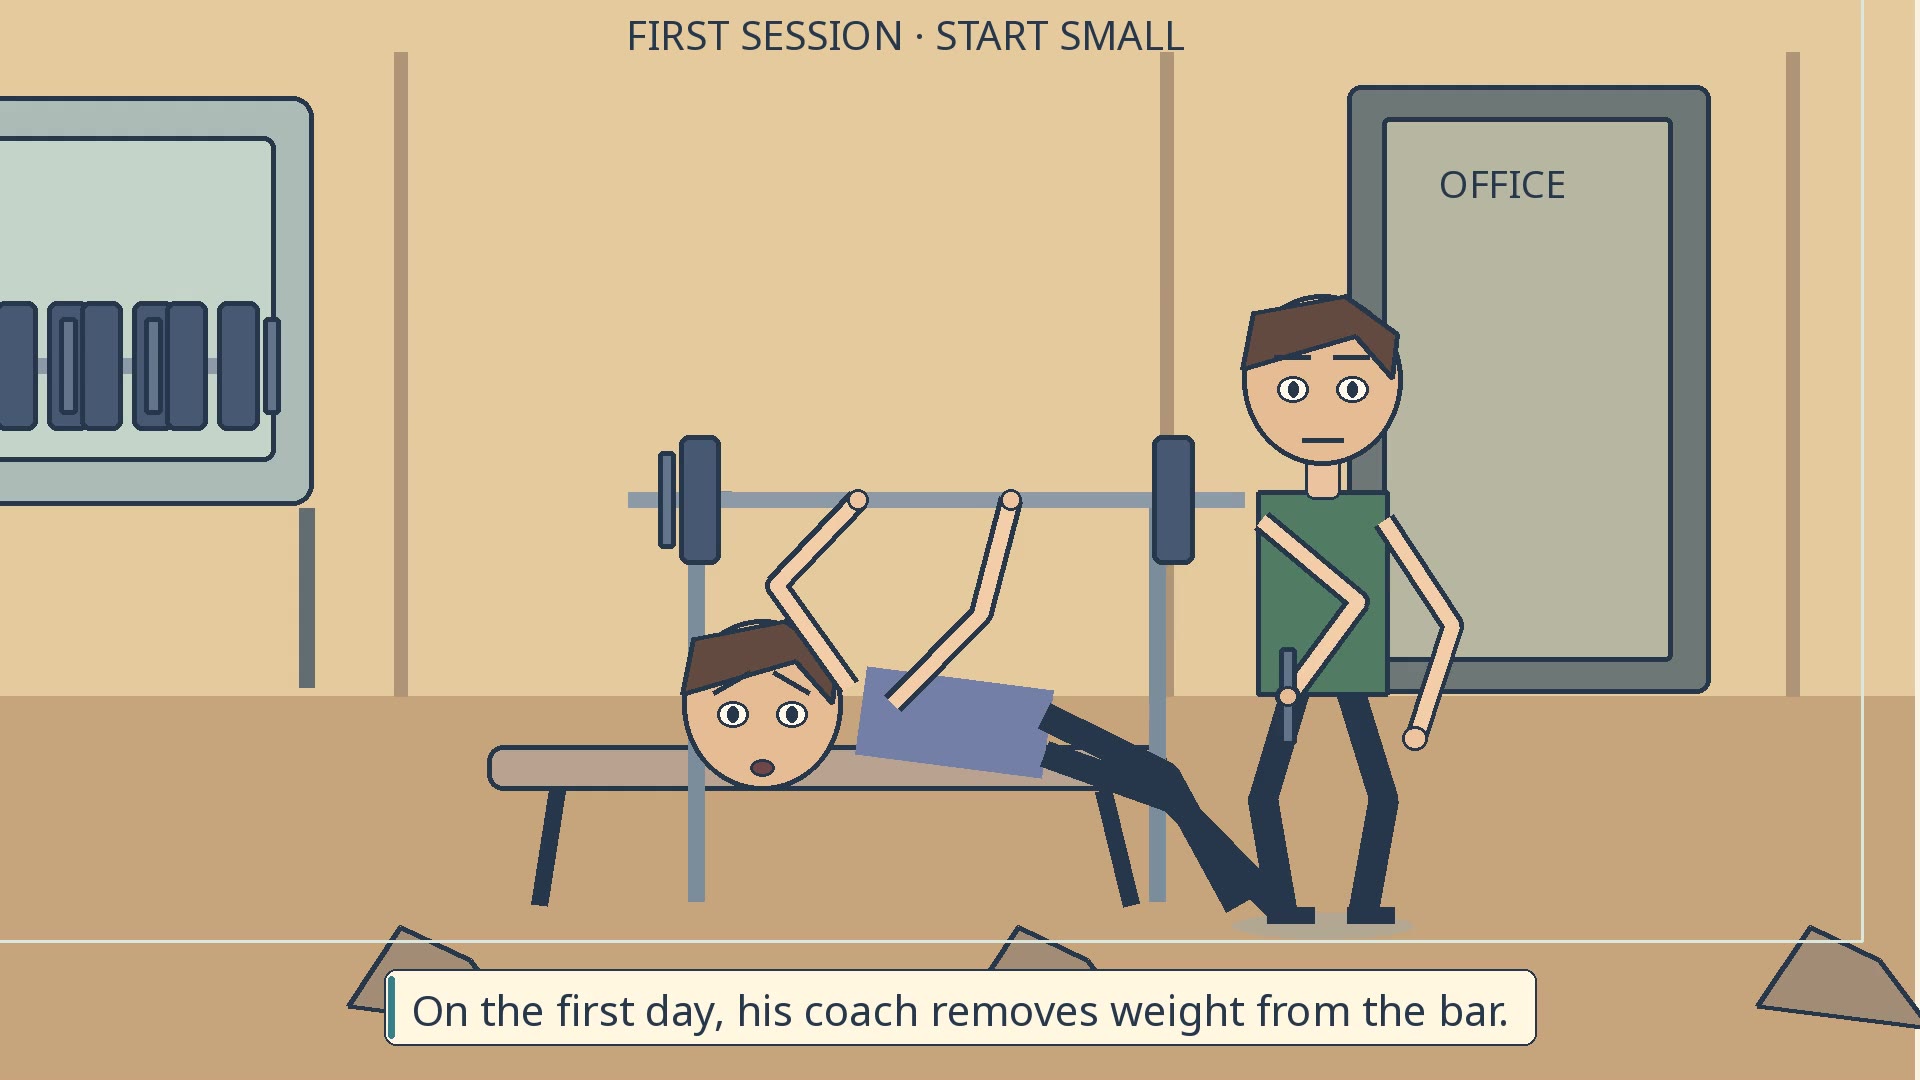 FIRST SESSION · START SMALL
OFFICE
On the first day, his coach removes weight from the bar.